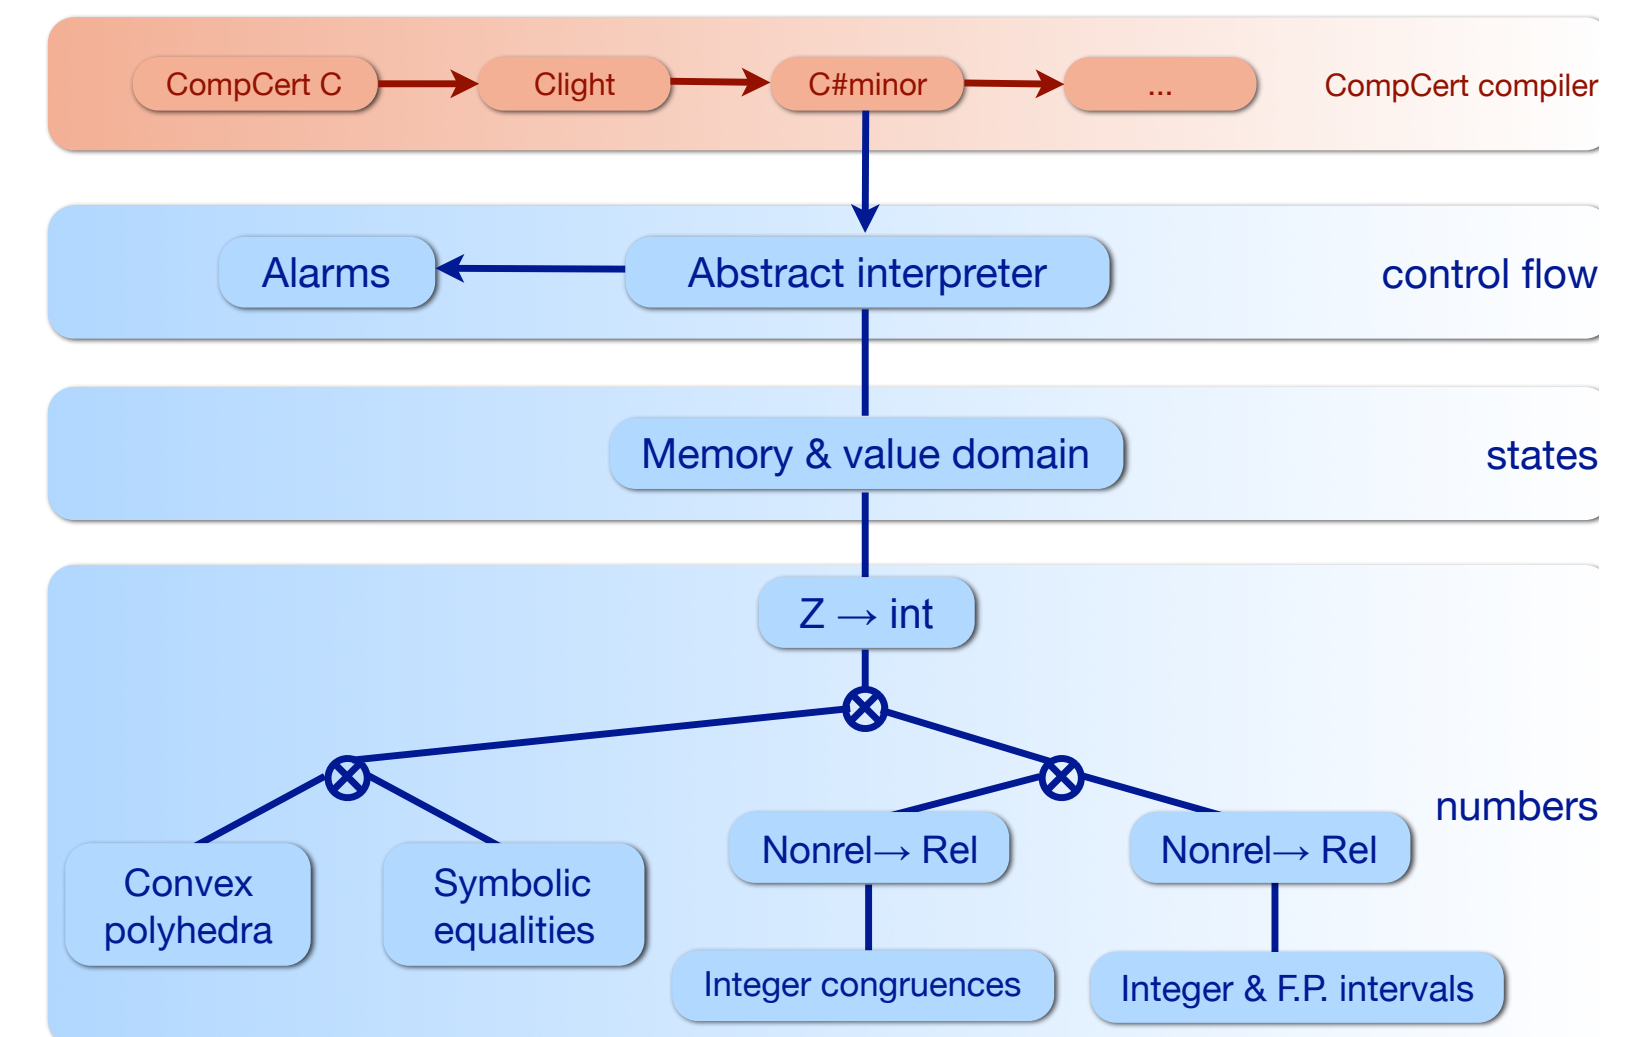 CompCert C
Clight
C#minor
...
CompCert compiler
Alarms
Abstract interpreter
control flow
Memory & value domain
states
Z → int
numbers
Nonrel→ Rel
Nonrel→ Rel
Convex
polyhedra
Symbolic
equalities
Integer congruences
Integer & F.P. intervals